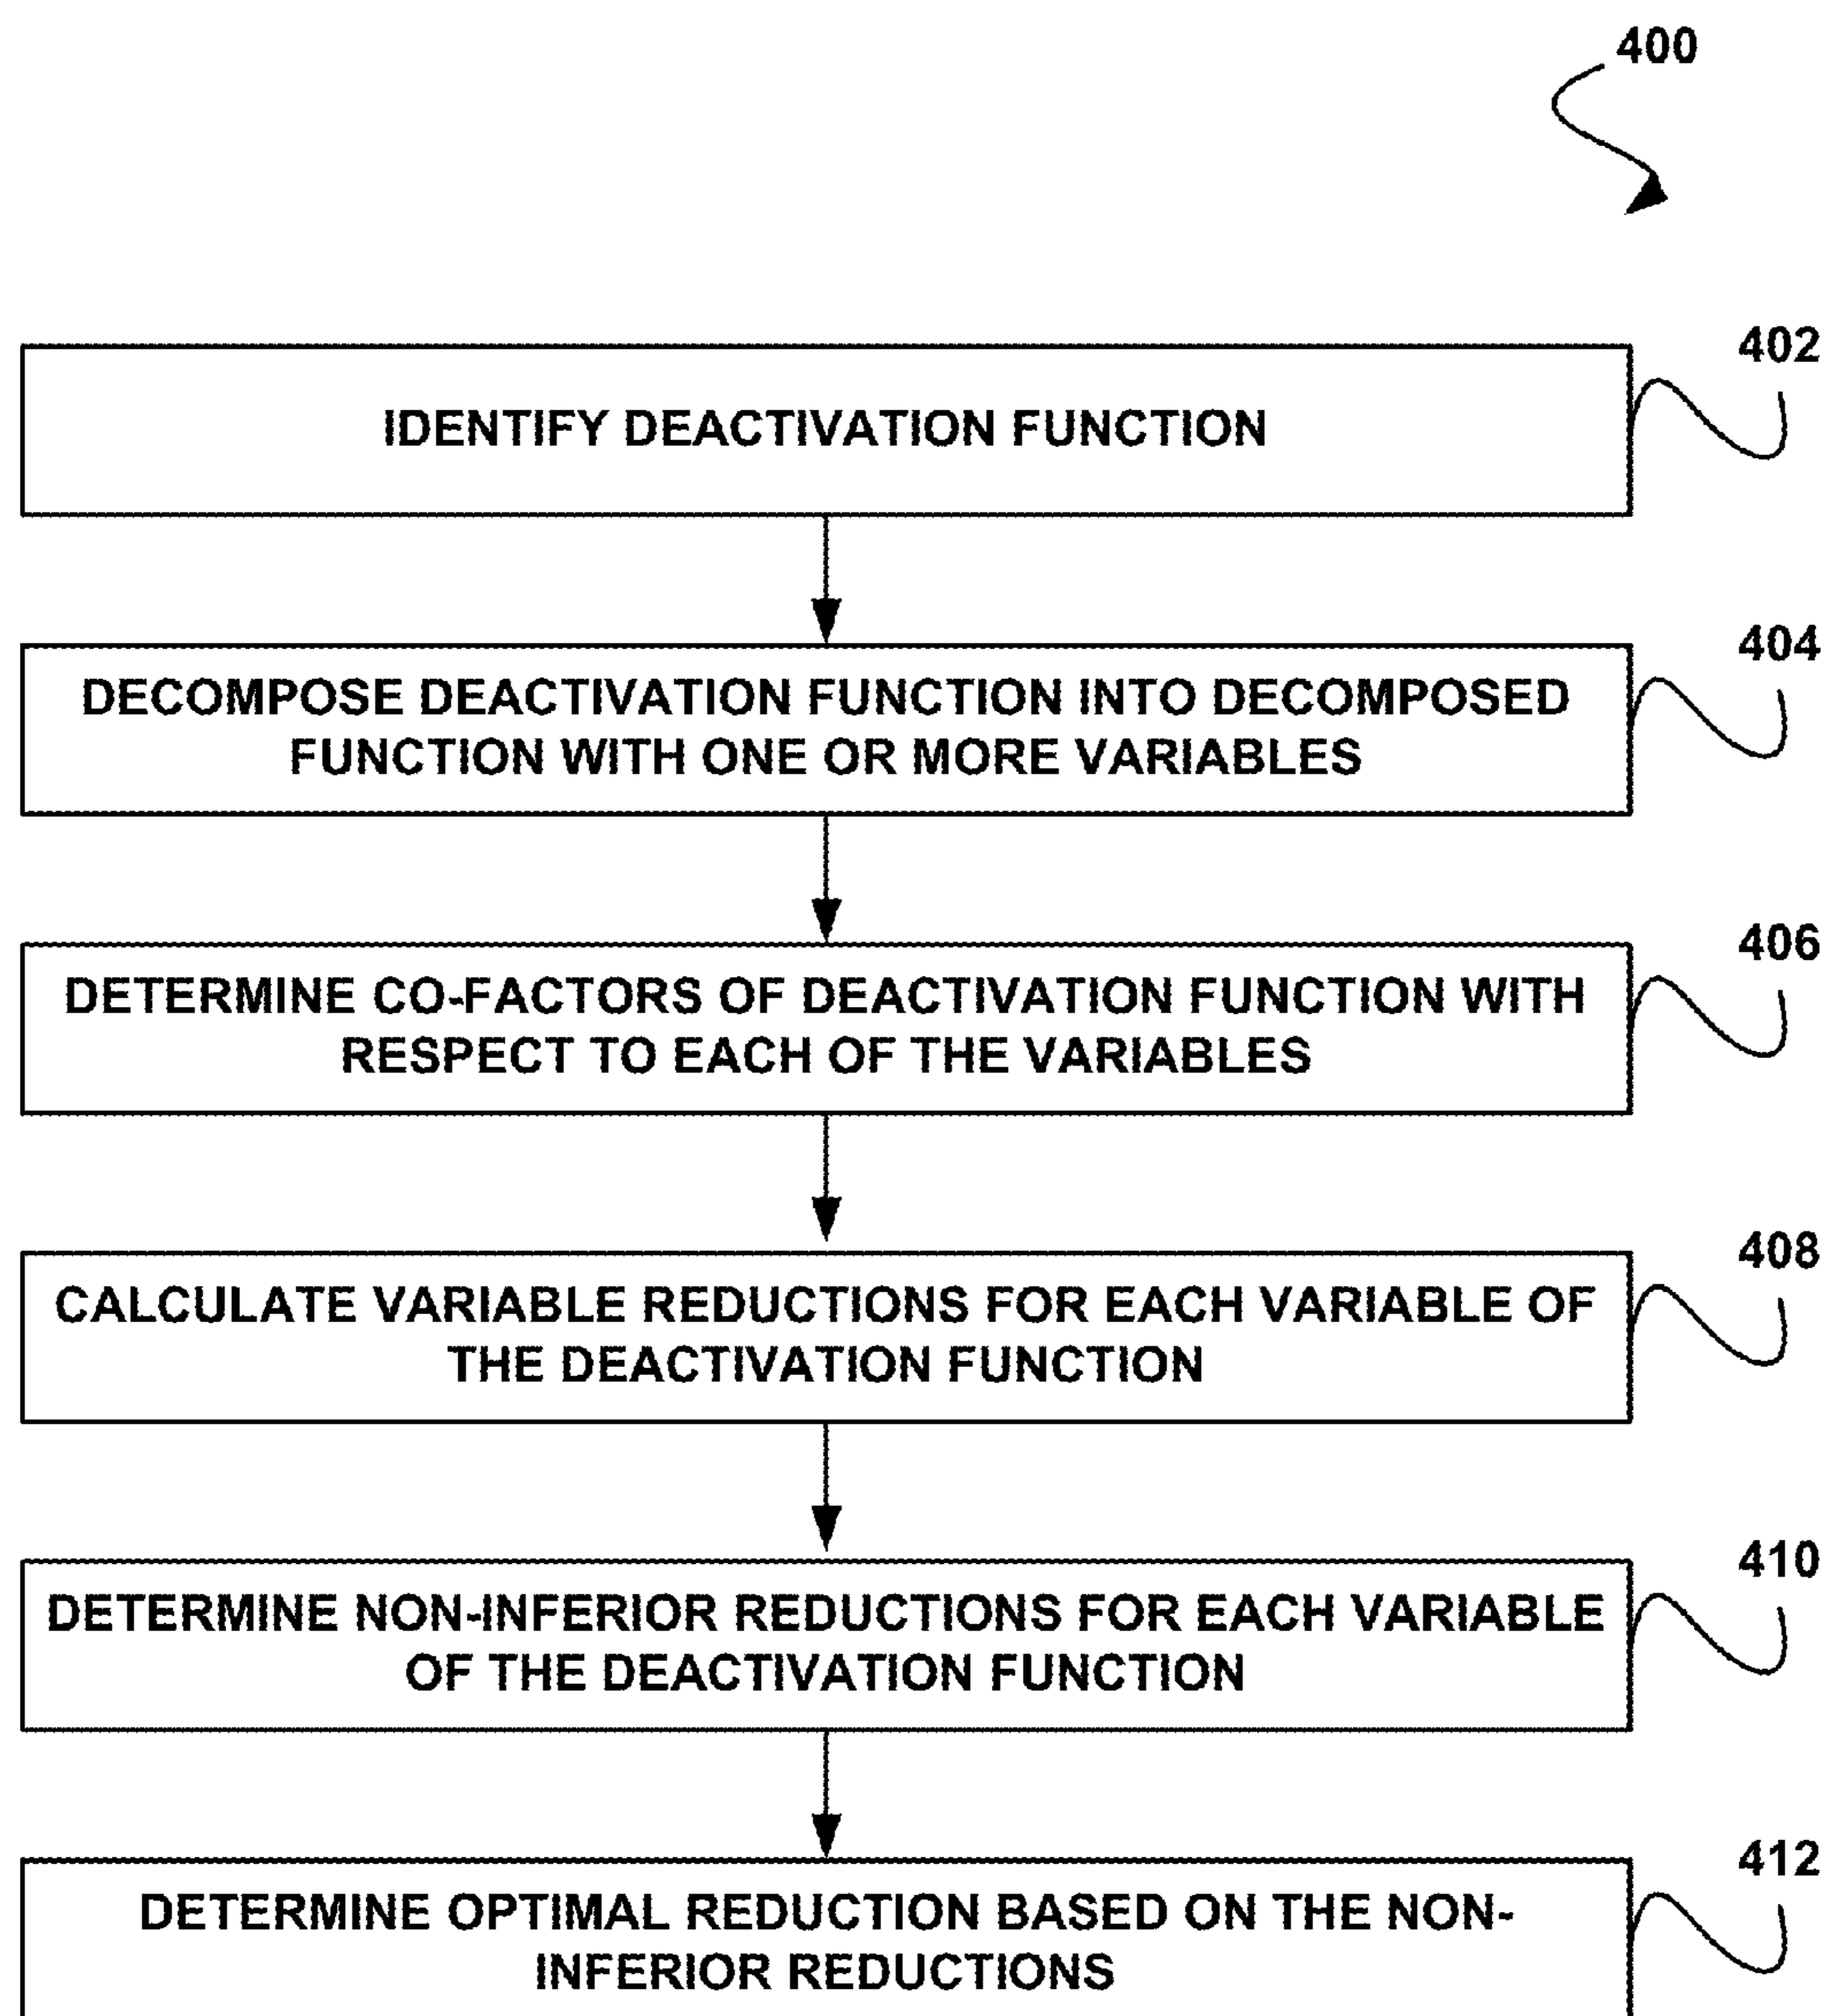 400
402
IDENTIFY DEACTIVATION FUNCTION
404
DECOMPOSE DEACTIVATION FUNCTION INTO DECOMPOSED
FUNCTION WITH ONE OR MORE VARIABLES
406
DETERMINE CO-FACTORS OF DEACTIVATION FUNCTION WITH
RESPECT TO EACH OF THE VARIABLES
408
CALCULATE VARIABLE REDUCTIONS FOR EACH VARIABLE OF
THE DEACTIVATION FUNCTION
410
DETERMINE NON-INFERIOR REDUCTIONS FOR EACH VARIABLE
OF THE DEACTIVATION FUNCTION
412
DETERMINE OPTIMAL REDUCTION BASED ON THE NON-
INFERIOR REDUCTIONS